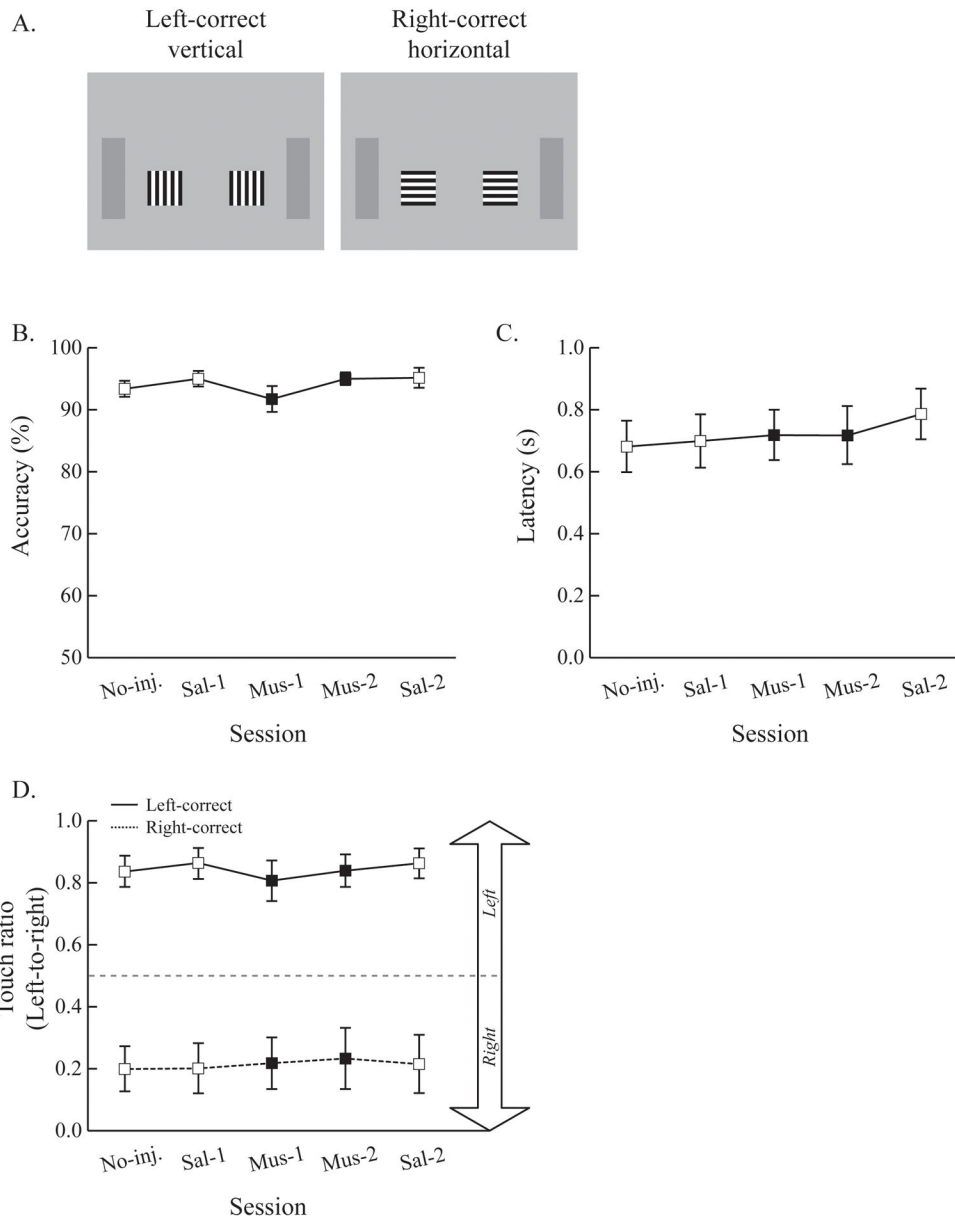 A.
Left-correct
vertical
Right-correct
horizontal
B.
100
90
80
70
60
50
Accuracy (%)
No-inj.
Sal-1
Mus-1
Mus-2
Sal-2
Session
C.
1.0
0.8
0.6
0.4
0.2
0.0
Latency (s)
No-inj.
Sal-1
Mus-1
Mus-2
Sal-2
Session
D.
Left-correct
Right-correct
1.0
0.8
0.6
0.4
0.2
0.0
Touch ratio
(Left-to-right)
Left
Right
No-inj.
Sal-1
Mus-1
Mus-2
Sal-2
Session